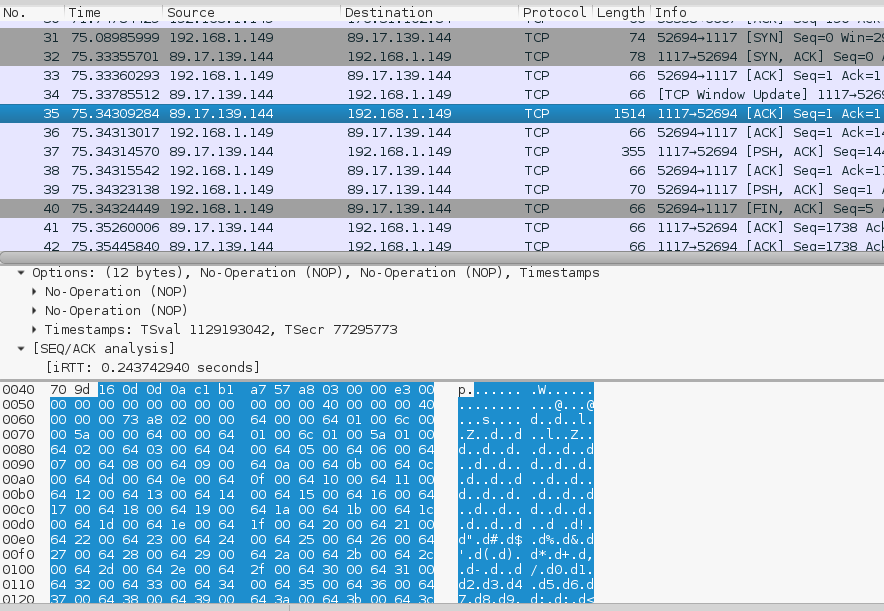 No. Time Source Destination Protocol Length Info
31 75.08985999 192.168.1.149 89.17.139.144 TCP 74 52694→1117 [SYN] Seq=0 Win=29
32 75.33355701 89.17.139.144 192.168.1.149 TCP 78 1117→52694 [SYN, ACK] Seq=0
33 75.33360293 192.168.1.149 89.17.139.144 TCP 66 52694→1117 [ACK] Seq=1 Ack=1
34 75.33785512 89.17.139.144 192.168.1.149 TCP 66 [TCP Window Update] 1117→5269
35 75.34309284 89.17.139.144 192.168.1.149 TCP 1514 1117→52694 [ACK] Seq=1 Ack=1
36 75.34313017 192.168.1.149 89.17.139.144 TCP 66 52694→1117 [ACK] Seq=1 Ack=14
37 75.34314570 89.17.139.144 192.168.1.149 TCP 355 1117→52694 [PSH, ACK] Seq=144
38 75.34315542 192.168.1.149 89.17.139.144 TCP 66 52694→1117 [ACK] Seq=1 Ack=17
39 75.34323138 192.168.1.149 89.17.139.144 TCP 70 52694→1117 [PSH, ACK] Seq=1
40 75.34324449 192.168.1.149 89.17.139.144 TCP 66 52694→1117 [FIN, ACK] Seq=5
41 75.35260006 89.17.139.144 192.168.1.149 TCP 66 1117→52694 [ACK] Seq=1738 Ack
42 75.35445840 89.17.139.144 192.168.1.149 TCP 66 1117→52694 [ACK] Seq=1738 Ack
Options: (12 bytes), No-Operation (NOP), No-Operation (NOP), Timestamps
No-Operation (NOP)
No-Operation (NOP)
Timestamps: TSval 1129193042, TSecr 77295773
[SEQ/ACK analysis]
[iRTT: 0.243742940 seconds]
0040 70 9d 16 0d 0d 0a c1 b1 a7 57 a8 03 00 00 e3 00 p....... .W......
0050 00 00 00 00 00 00 00 00 00 00 00 40 00 00 00 40 ........ ...@...@
0060 00 00 00 73 a8 02 00 00 64 00 00 64 01 00 6c 00 ...s.... d..d..l.
0070 00 5a 00 00 64 00 00 64 01 00 6c 01 00 5a 01 00 .Z..d..d ..l..Z..
0080 64 02 00 64 03 00 64 04 00 64 05 00 64 06 00 64 d..d..d. .d..d..d
0090 07 00 64 08 00 64 09 00 64 0a 00 64 0b 00 64 0c ..d..d.. d..d..d.
00a0 00 64 0d 00 64 0e 00 64 0f 00 64 10 00 64 11 00 .d..d..d ..d..d..
00b0 64 12 00 64 13 00 64 14 00 64 15 00 64 16 00 64 d..d..d. .d..d..d
00c0 17 00 64 18 00 64 19 00 64 1a 00 64 1b 00 64 1c ..d..d.. d..d..d.
00d0 00 64 1d 00 64 1e 00 64 1f 00 64 20 00 64 21 00 .d..d..d ..d .d!.
00e0 64 22 00 64 23 00 64 24 00 64 25 00 64 26 00 64 d".d#.d$ .d%.d&.d
00f0 27 00 64 28 00 64 29 00 64 2a 00 64 2b 00 64 2c '.d(.d). d*.d+.d,
0100 00 64 2d 00 64 2e 00 64 2f 00 64 30 00 64 31 00 .d-.d..d /.d0.d1.
0110 64 32 00 64 33 00 64 34 00 64 35 00 64 36 00 64 d2.d3.d4 .d5.d6.d
0120 37 00 64 38 00 64 39 00 64 3a 00 64 3b 00 64 3c 7.d8.d9. d:.d;.d<